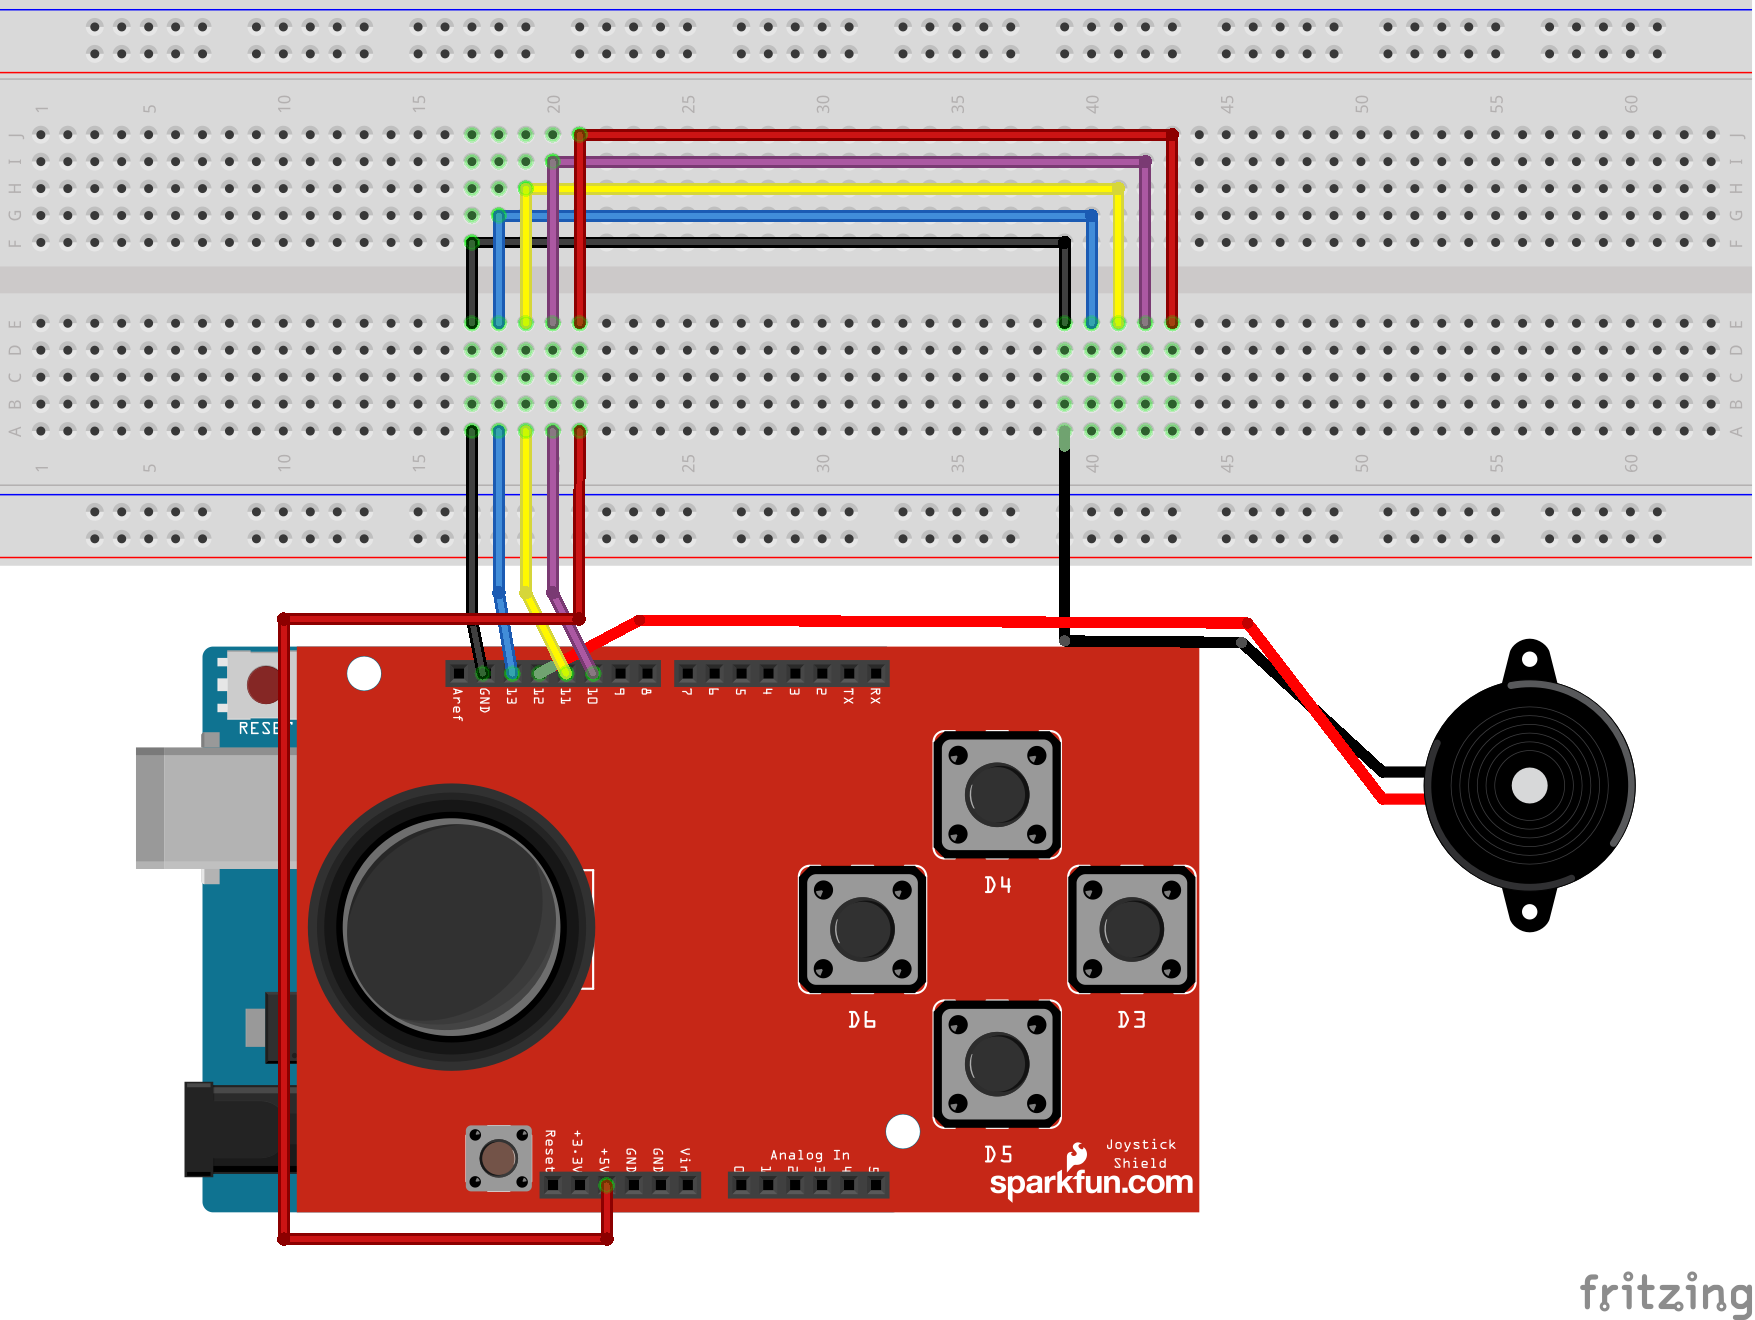 1 5 10 15 20 25 30 35 40 45 50 55 60
J J
I I
H H
G G
F F
E E
D D
C C
B B
A A
1 5 10 15 25 30 35 40 45 50 55 60
RESE
Aref GND 13 12 11 10 9 8 7 6 5 4 3 2 TX RX
D4
D6 D3
D5
Reset +3.3V +5V GND GND Vin
Analog In
0 1 2 3 4 5
Joystick
Shield
sparkfun.com
fritzing